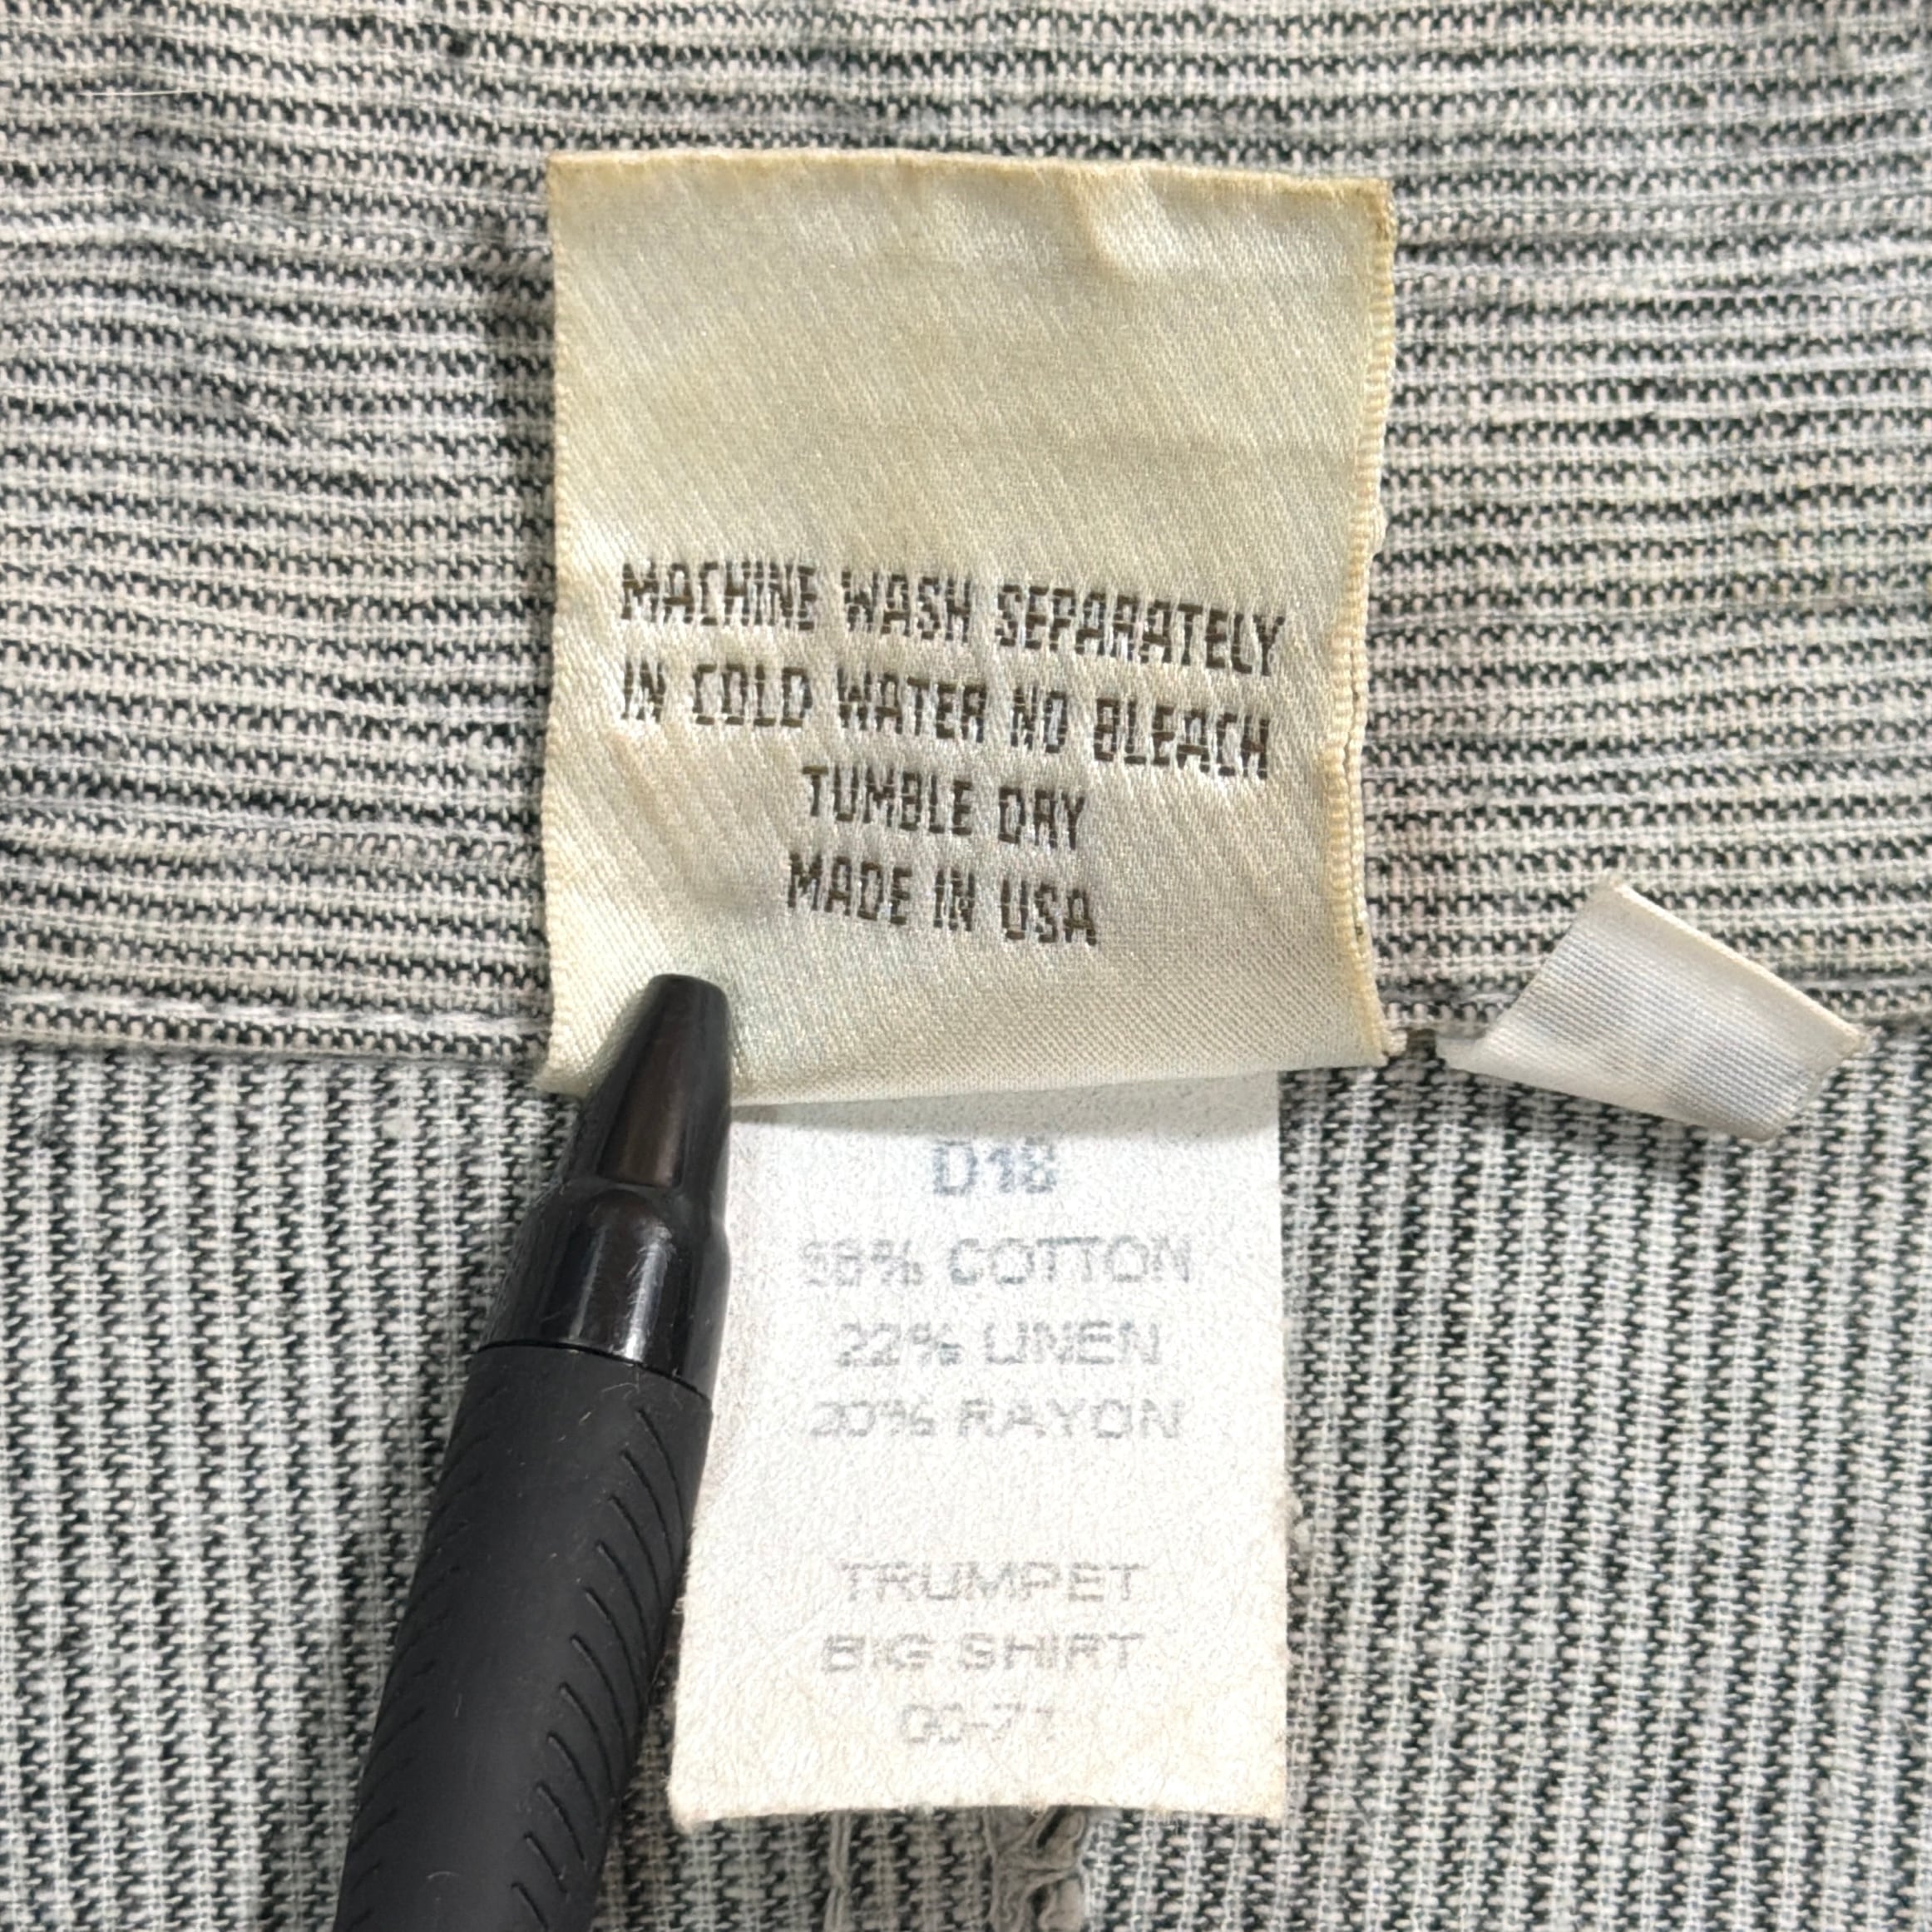 MACHINE WASH SEPARATELY
IN COLD WATER NO BLEACH
TUMBLE DRY
MADE IN USA
D18
58% COTTON
22% LINEN
20% RAYON
TRUMPET
BIG SHIRT